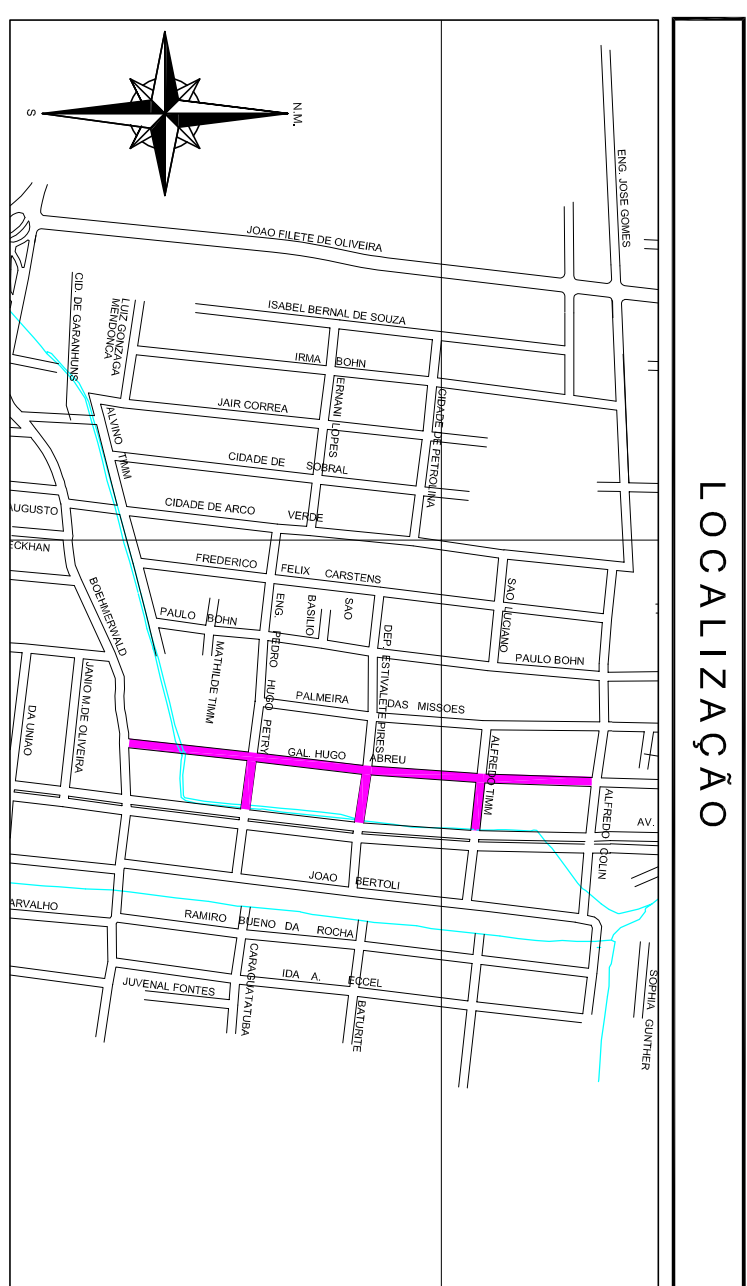 LOCALIZAÇÃO
N.M.
S
ENG. JOSE GOMES
JOAO FILETE DE OLIVEIRA
ISABEL BERNAL DE SOUZA
CID. DE GARANHUNS
LUIZ GONZAGA
MENDONCA
IRMA BOHN
ERNANI LOPES
CIDADE DE PETROLINA
JAIR CORREA
ALVINO TIMM
CIDADE DE SOBRAL
CIDADE DE ARCO VERDE
AUGUSTO
ECKHAN
FREDERICO FELIX CARSTENS
BOEHMERWALD
PAULO BOHN
MATHILDE TIMM
ENG. PEDRO HUGO PETRY
BASILIO
SAO
DEP. ESTIVALETE PIRES
SAO LUCIANO
PAULO BOHN
PALMEIRA DAS MISSOES
JANIO M.DE OLIVEIRA
DA UNIAO
GAL. HUGO ABREU
ALFREDO TIMM
ALFREDO COLIN
AV.
JOAO BERTOLI
ARVALHO
RAMIRO BUENO DA ROCHA
CARAGUATATUBA
IDA A. ECCEL
JUVENAL FONTES
BATURITE
SOPHIA GUNTHER